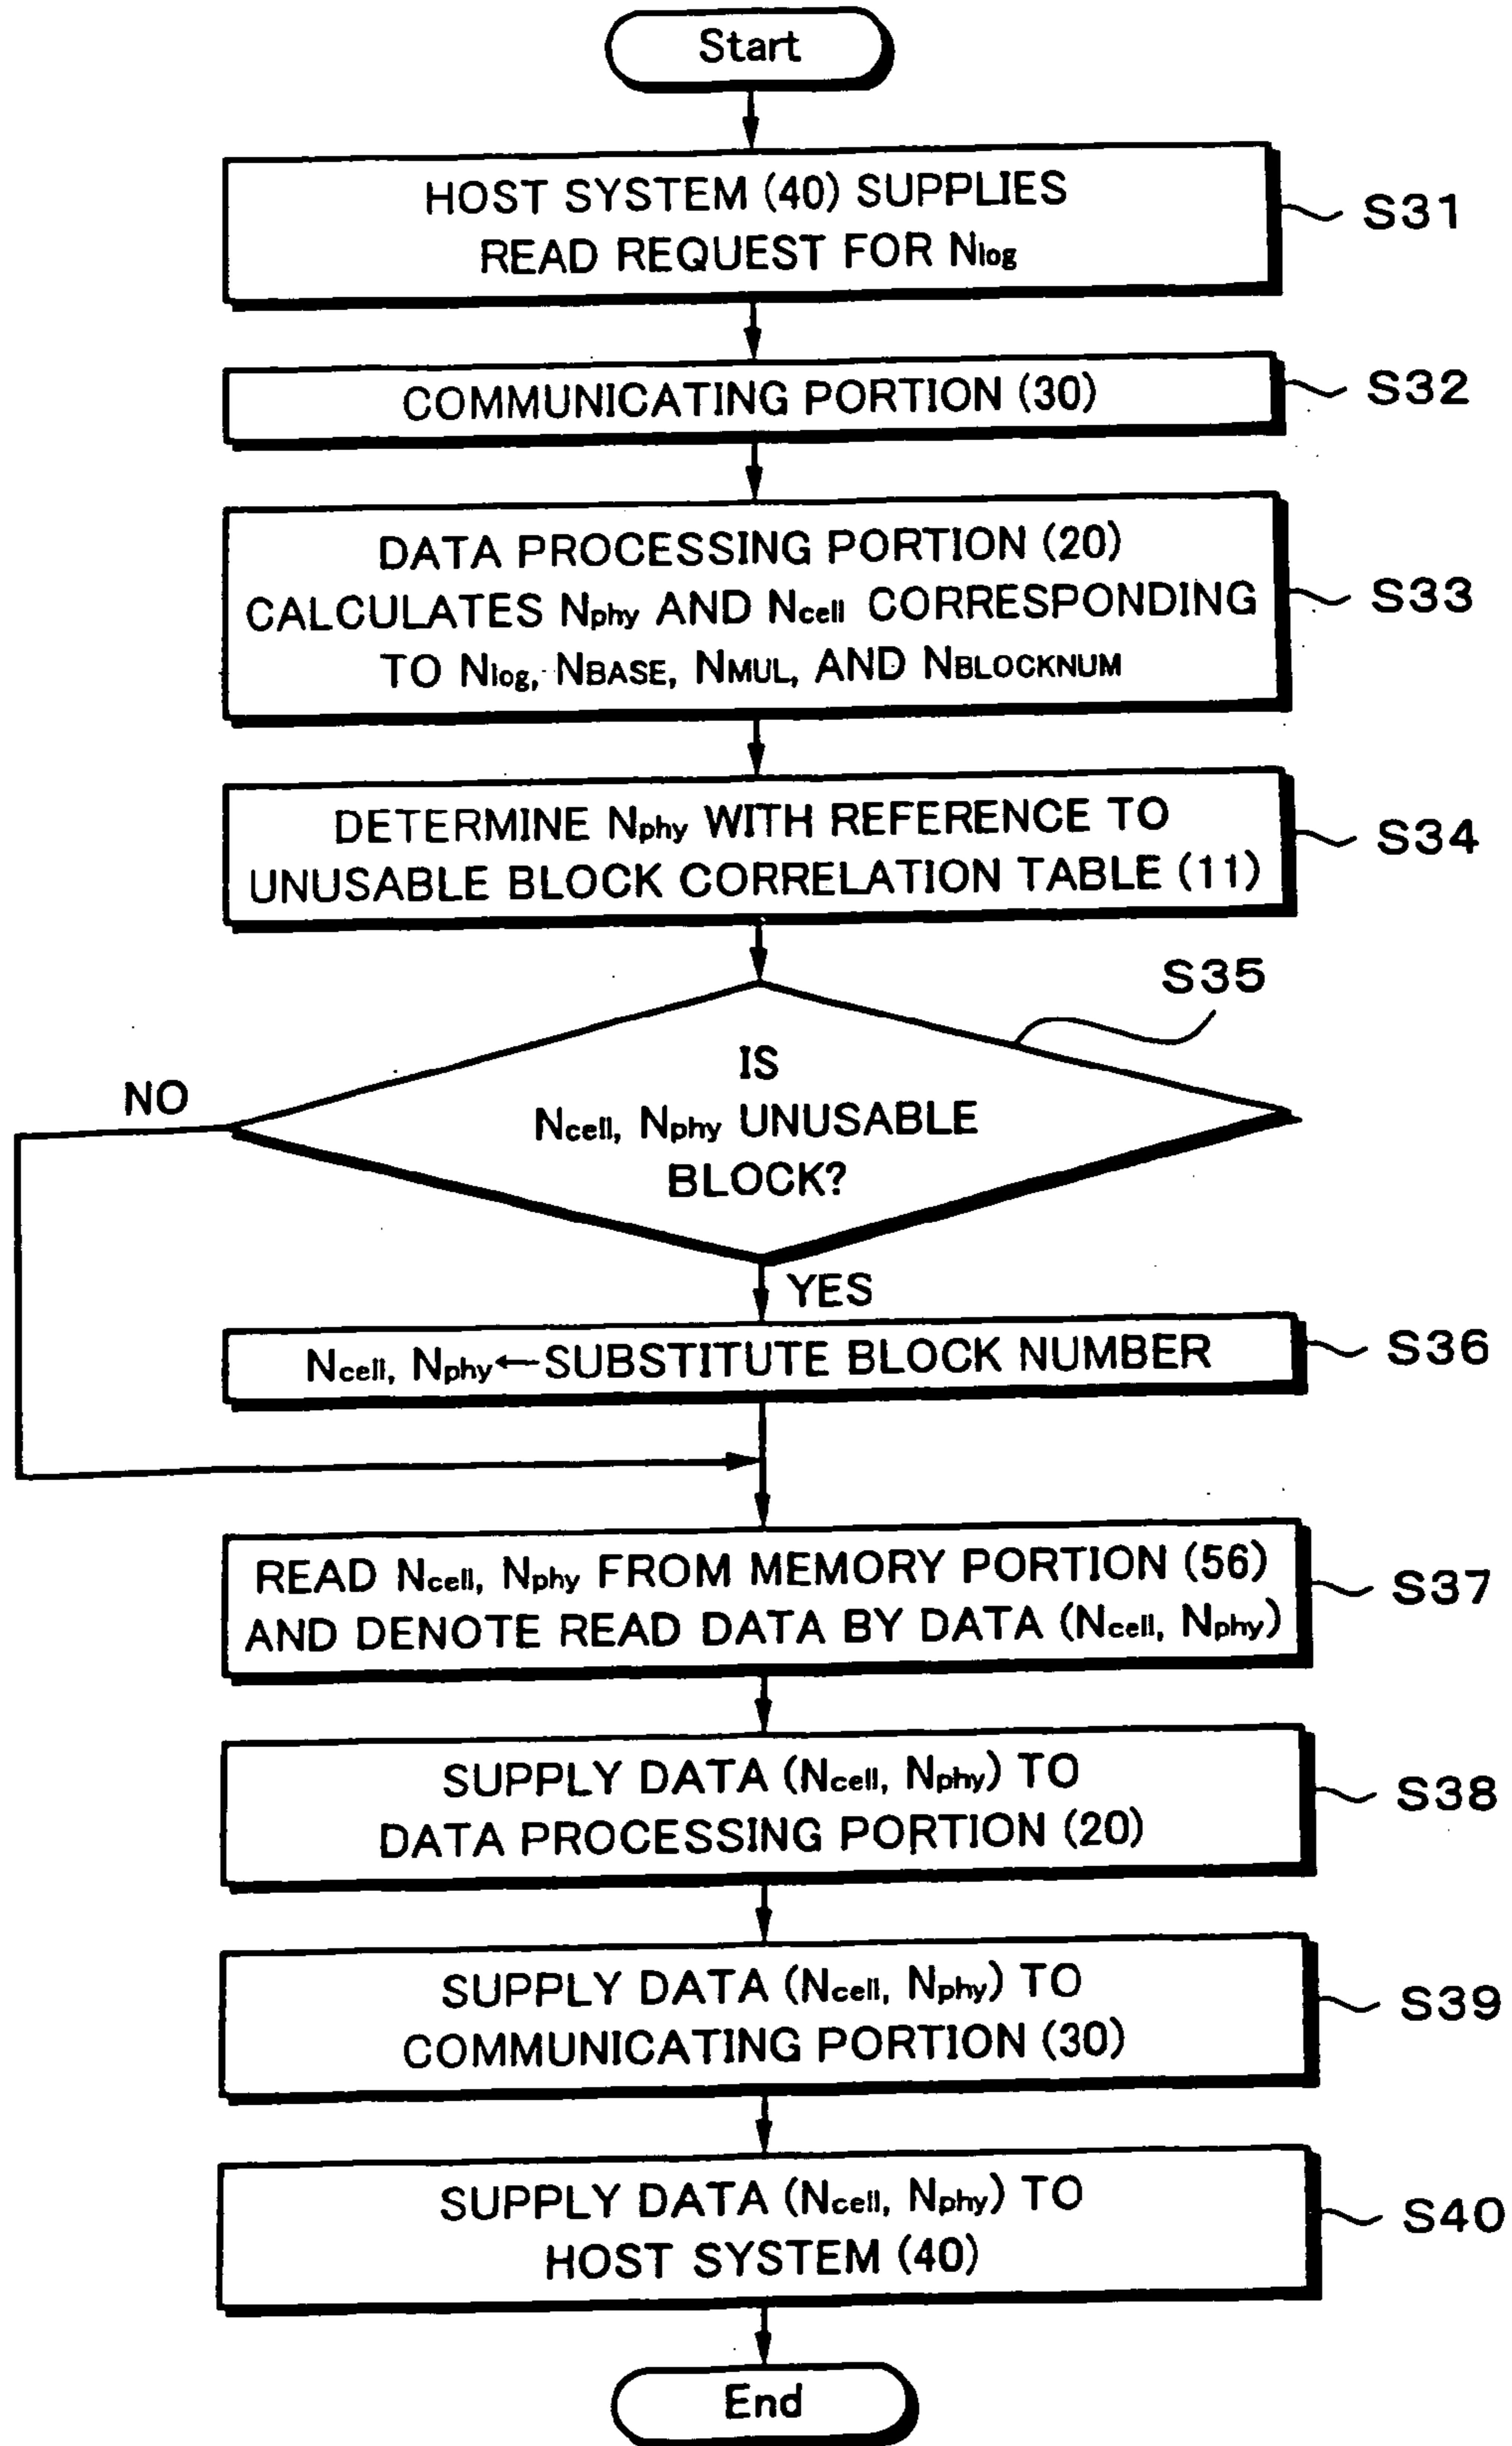 Start
HOST SYSTEM (40) SUPPLIES
READ REQUEST FOR Nlog
S31
COMMUNICATING PORTION (30)
S32
DATA PROCESSING PORTION (20)
CALCULATES Nphy AND Ncell CORRESPONDING
TO Nlog, NBASE, NMUL, AND NBLOCKNUM
S33
DETERMINE Nphy WITH REFERENCE TO
UNUSABLE BLOCK CORRELATION TABLE (11)
S34
S35
IS
Ncell, Nphy UNUSABLE
BLOCK?
NO
YES
Ncell, Nphy←SUBSTITUTE BLOCK NUMBER
S36
READ Ncell, Nphy FROM MEMORY PORTION (56)
AND DENOTE READ DATA BY DATA (Ncell, Nphy)
S37
SUPPLY DATA (Ncell, Nphy) TO
DATA PROCESSING PORTION (20)
S38
SUPPLY DATA (Ncell, Nphy) TO
COMMUNICATING PORTION (30)
S39
SUPPLY DATA (Ncell, Nphy) TO
HOST SYSTEM (40)
S40
End